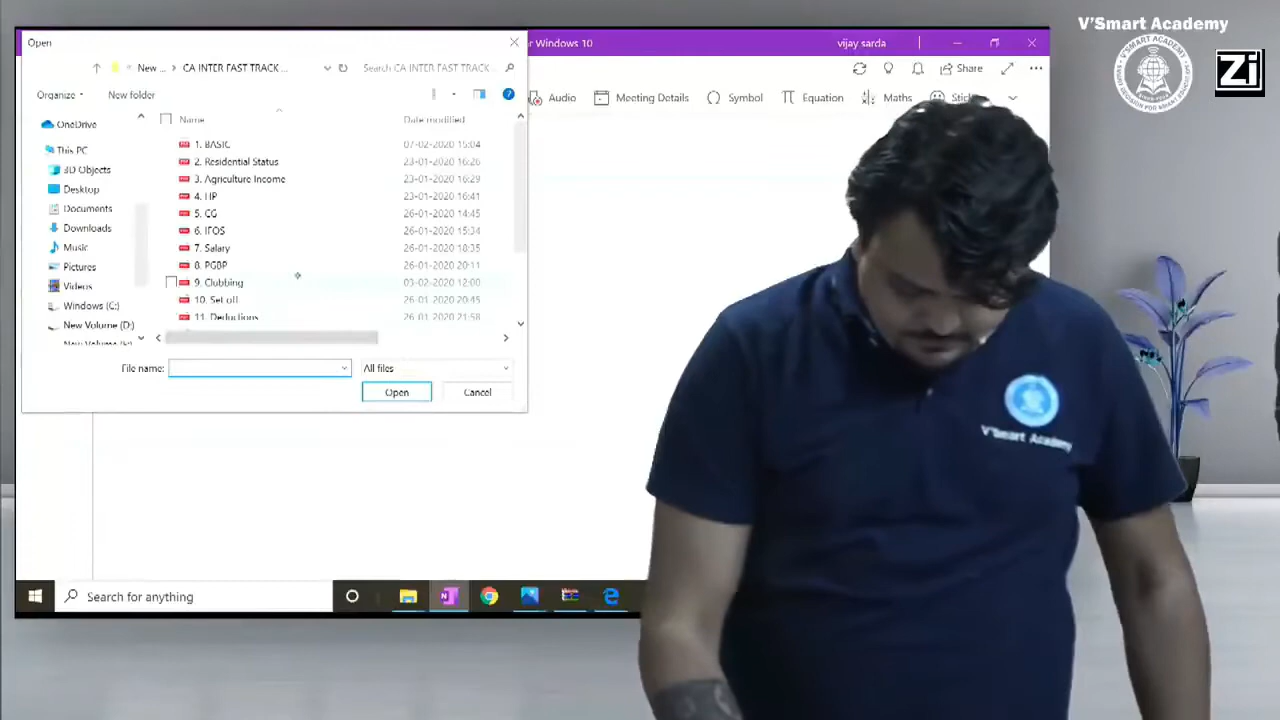 V'Smart Academy
Zi
Open
r Windows 10
vijay sarda
New ...
CA INTER FAST TRACK ...
Search CA INTER FAST TRACK ...
Share
Organize
New folder
Audio
Meeting Details
Symbol
Equation
Maths
Name
Date modified
OneDrive
This PC
3D Objects
Desktop
Documents
Downloads
Music
Pictures
Videos
Windows (C:)
New Volume (D:)
1. BASIC 07-02-2020 15:04
2. Residential Status 23-01-2020 16:26
3. Agriculture Income 23-01-2020 16:29
4. HP 23-01-2020 16:41
5. CG 26-01-2020 14:45
6. IFOS 26-01-2020 15:34
7. Salary 26-01-2020 18:35
8. PGBP 26-01-2020 20:11
9. Clubbing 03-02-2020 12:00
10. Set off 26-01-2020 20:45
11. Deductions 26-01-2020 21:58
File name:
All files
Open
Cancel
V'Smart Academy
Search for anything